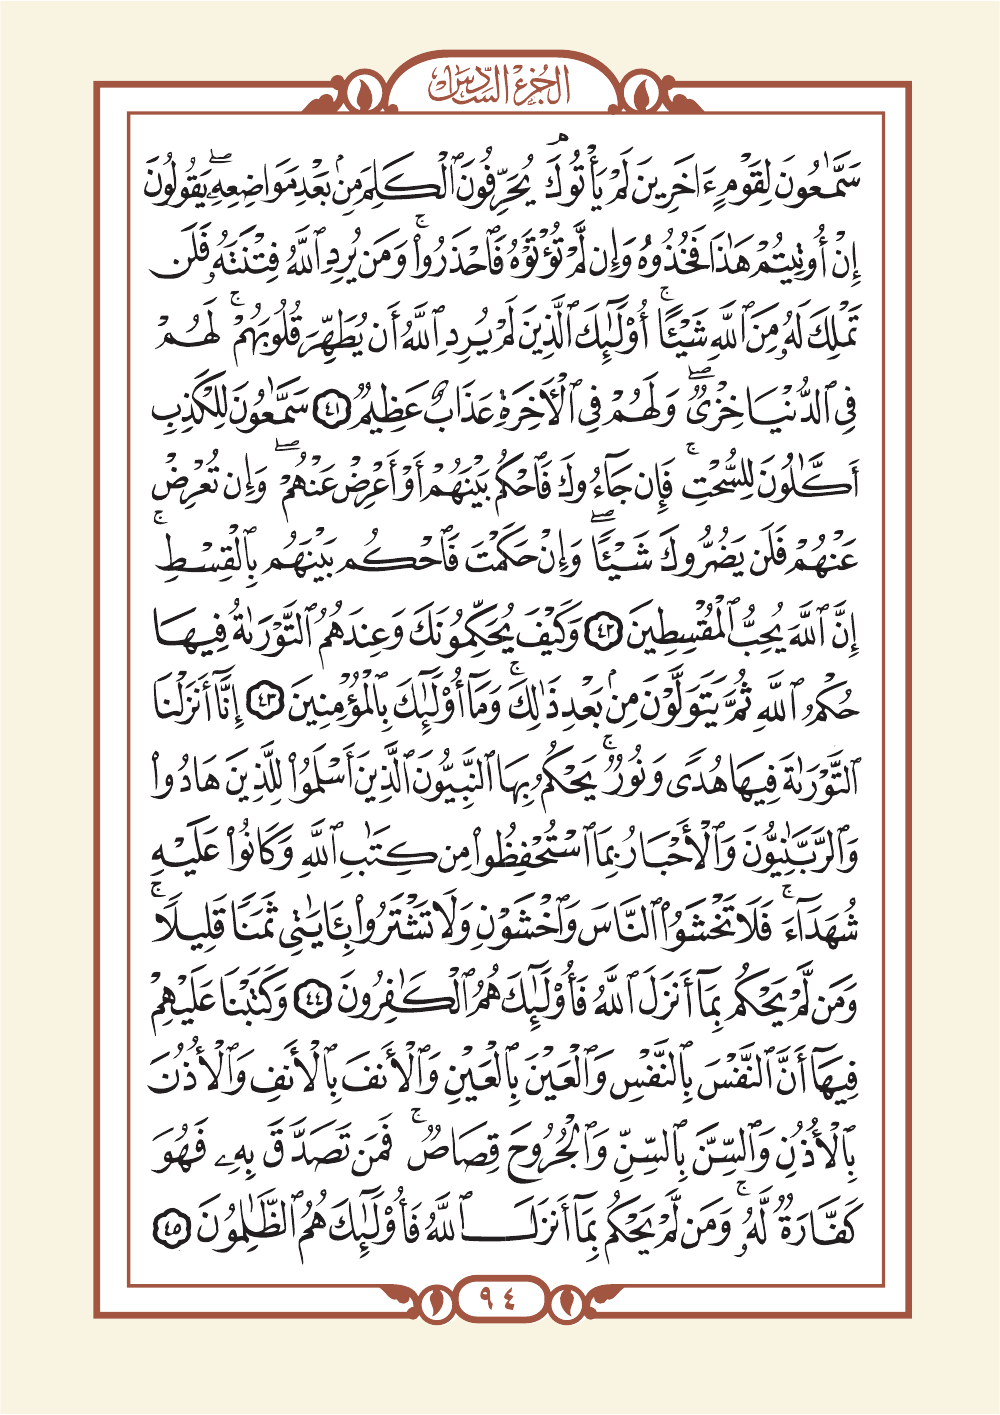 الجزء السادس
سَمَّٰعُونَ لِقَوْمٍ ءَاخَرِينَ لَمْ يَأْتُوكَ ۘ يُحَرِّفُونَ ٱلْكَلِمَ مِنۢ بَعْدِ مَوَاضِعِهِۦ ۖ يَقُولُونَ
إِنْ أُوتِيتُمْ هَٰذَا فَخُذُوهُ وَإِن لَّمْ تُؤْتَوْهُ فَٱحْذَرُوا۟ ۚ وَمَن يُرِدِ ٱللَّهُ فِتْنَتَهُۥ فَلَن
تَمْلِكَ لَهُۥ مِنَ ٱللَّهِ شَيْـًٔا ۚ أُو۟لَٰٓئِكَ ٱلَّذِينَ لَمْ يُرِدِ ٱللَّهُ أَن يُطَهِّرَ قُلُوبَهُمْ ۚ لَهُمْ
فِى ٱلدُّنْيَا خِزْىٌ ۖ وَلَهُمْ فِى ٱلْـَٔاخِرَةِ عَذَابٌ عَظِيمٌ ٤١ سَمَّٰعُونَ لِلْكَذِبِ
أَكَّٰلُونَ لِلسُّحْتِ ۚ فَإِن جَآءُوكَ فَٱحْكُم بَيْنَهُمْ أَوْ أَعْرِضْ عَنْهُمْ ۖ وَإِن تُعْرِضْ
عَنْهُمْ فَلَن يَضُرُّوكَ شَيْـًٔا ۖ وَإِنْ حَكَمْتَ فَٱحْكُم بَيْنَهُم بِٱلْقِسْطِ ۚ
إِنَّ ٱللَّهَ يُحِبُّ ٱلْمُقْسِطِينَ ٤٢ وَكَيْفَ يُحَكِّمُونَكَ وَعِندَهُمُ ٱلتَّوْرَىٰةُ فِيهَا
حُكْمُ ٱللَّهِ ثُمَّ يَتَوَلَّوْنَ مِنۢ بَعْدِ ذَٰلِكَ ۚ وَمَآ أُو۟لَٰٓئِكَ بِٱلْمُؤْمِنِينَ ٤٣ إِنَّآ أَنزَلْنَا
ٱلتَّوْرَىٰةَ فِيهَا هُدًى وَنُورٌ ۚ يَحْكُمُ بِهَا ٱلنَّبِيُّونَ ٱلَّذِينَ أَسْلَمُوا۟ لِلَّذِينَ هَادُوا۟
وَٱلرَّبَّٰنِيُّونَ وَٱلْأَحْبَارُ بِمَا ٱسْتُحْفِظُوا۟ مِن كِتَٰبِ ٱللَّهِ وَكَانُوا۟ عَلَيْهِ
شُهَدَآءَ ۚ فَلَا تَخْشَوُا۟ ٱلنَّاسَ وَٱخْشَوْنِ وَلَا تَشْتَرُوا۟ بِـَٔايَٰتِى ثَمَنًا قَلِيلًا ۚ
وَمَن لَّمْ يَحْكُم بِمَآ أَنزَلَ ٱللَّهُ فَأُو۟لَٰٓئِكَ هُمُ ٱلْكَٰفِرُونَ ٤٤ وَكَتَبْنَا عَلَيْهِمْ
فِيهَآ أَنَّ ٱلنَّفْسَ بِٱلنَّفْسِ وَٱلْعَيْنَ بِٱلْعَيْنِ وَٱلْأَنفَ بِٱلْأَنفِ وَٱلْأُذُنَ
بِٱلْأُذُنِ وَٱلسِّنَّ بِٱلسِّنِّ وَٱلْجُرُوحَ قِصَاصٌ ۚ فَمَن تَصَدَّقَ بِهِۦ فَهُوَ
كَفَّارَةٌ لَّهُۥ ۚ وَمَن لَّمْ يَحْكُم بِمَآ أَنزَلَ ٱللَّهُ فَأُو۟لَٰٓئِكَ هُمُ ٱلظَّٰلِمُونَ ٤٥
٩٤